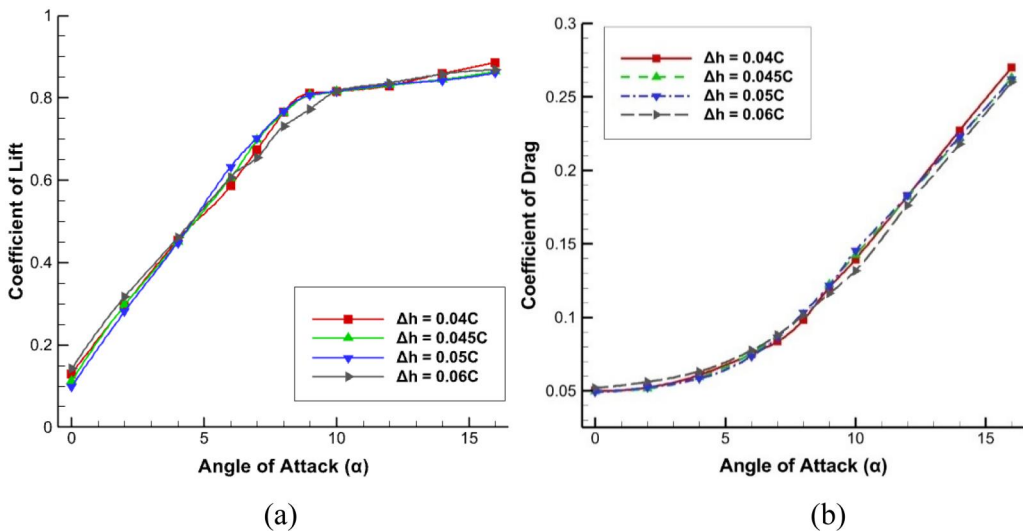 1
0.8
0.6
0.4
0.2
0
Coefficient of Lift
0
5
10
15
Angle of Attack (α)
Δh = 0.04C
Δh = 0.045C
Δh = 0.05C
Δh = 0.06C
(a)
0.3
0.25
0.2
0.15
0.1
0.05
Coefficient of Drag
0
5
10
15
Angle of Attack (α)
Δh = 0.04C
Δh = 0.045C
Δh = 0.05C
Δh = 0.06C
(b)